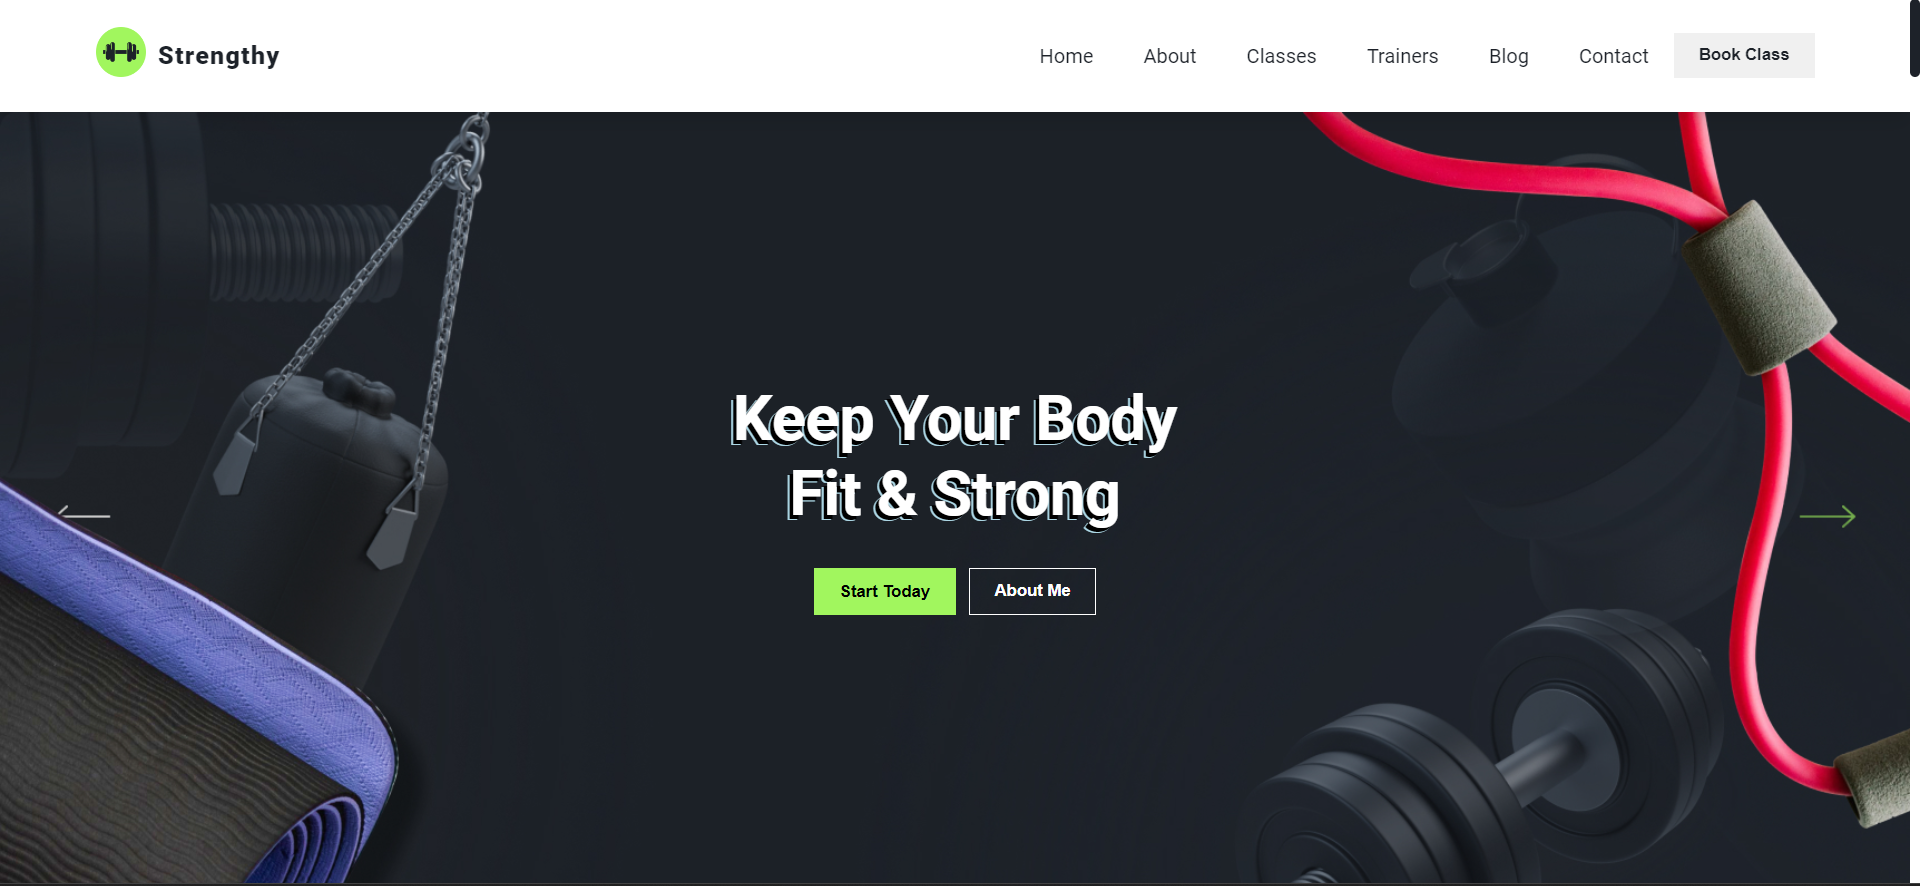 Strengthy
Home About Classes Trainers Blog Contact Book Class
Keep Your Body
Fit & Strong
Start Today About Me